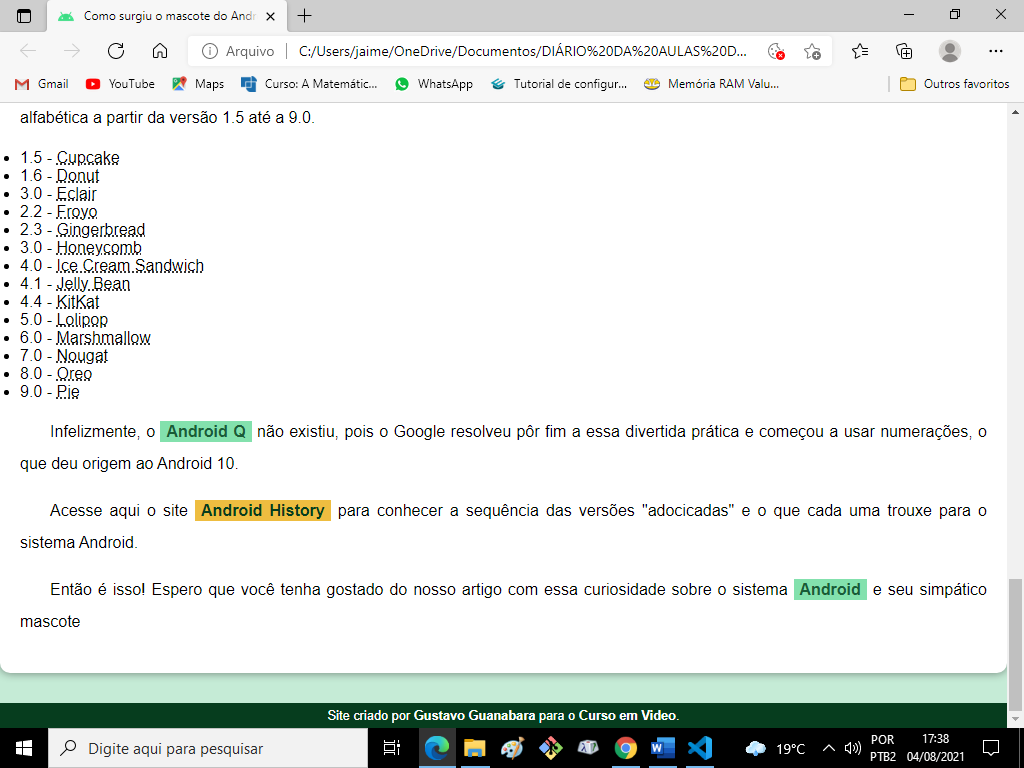 Como surgiu o mascote do Andr
Arquivo
C:/Users/jaime/OneDrive/Documentos/DIÁRIO%20DA%20AULAS%20D...
Gmail
YouTube
Maps
Curso: A Matemátic...
WhatsApp
Tutorial de configur...
Memória RAM Valu...
Outros favoritos
alfabética a partir da versão 1.5 até a 9.0.
1.5 - Cupcake
1.6 - Donut
3.0 - Eclair
2.2 - Froyo
2.3 - Gingerbread
3.0 - Honeycomb
4.0 - Ice Cream Sandwich
4.1 - Jelly Bean
4.4 - KitKat
5.0 - Lolipop
6.0 - Marshmallow
7.0 - Nougat
8.0 - Oreo
9.0 - Pie
Infelizmente, o Android Q não existiu, pois o Google resolveu pôr fim a essa divertida prática e começou a usar numerações, o
que deu origem ao Android 10.
Acesse aqui o site Android History para conhecer a sequência das versões "adocicadas" e o que cada uma trouxe para o
sistema Android.
Então é isso! Espero que você tenha gostado do nosso artigo com essa curiosidade sobre o sistema Android e seu simpático
mascote
Site criado por Gustavo Guanabara para o Curso em Video.
Digite aqui para pesquisar
19°C
POR
PTB2
17:38
04/08/2021